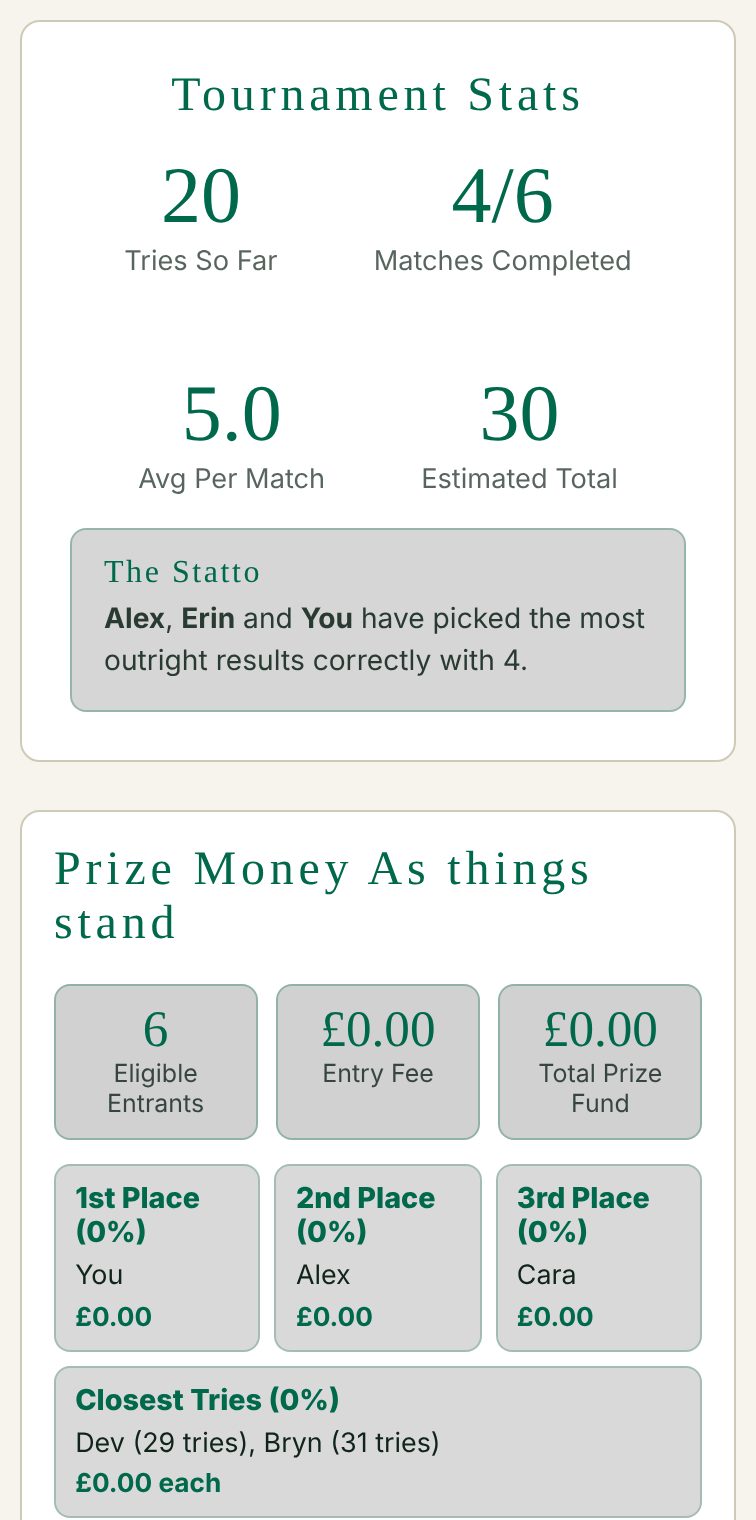 Tournament Stats
20
Tries So Far
4/6
Matches Completed
5.0
Avg Per Match
30
Estimated Total
The Statto
Alex, Erin and You have picked the most
outright results correctly with 4.
Prize Money As things
stand
6
Eligible
Entrants
£0.00
Entry Fee
£0.00
Total Prize
Fund
1st Place
(0%)
You
£0.00
2nd Place
(0%)
Alex
£0.00
3rd Place
(0%)
Cara
£0.00
Closest Tries (0%)
Dev (29 tries), Bryn (31 tries)
£0.00 each